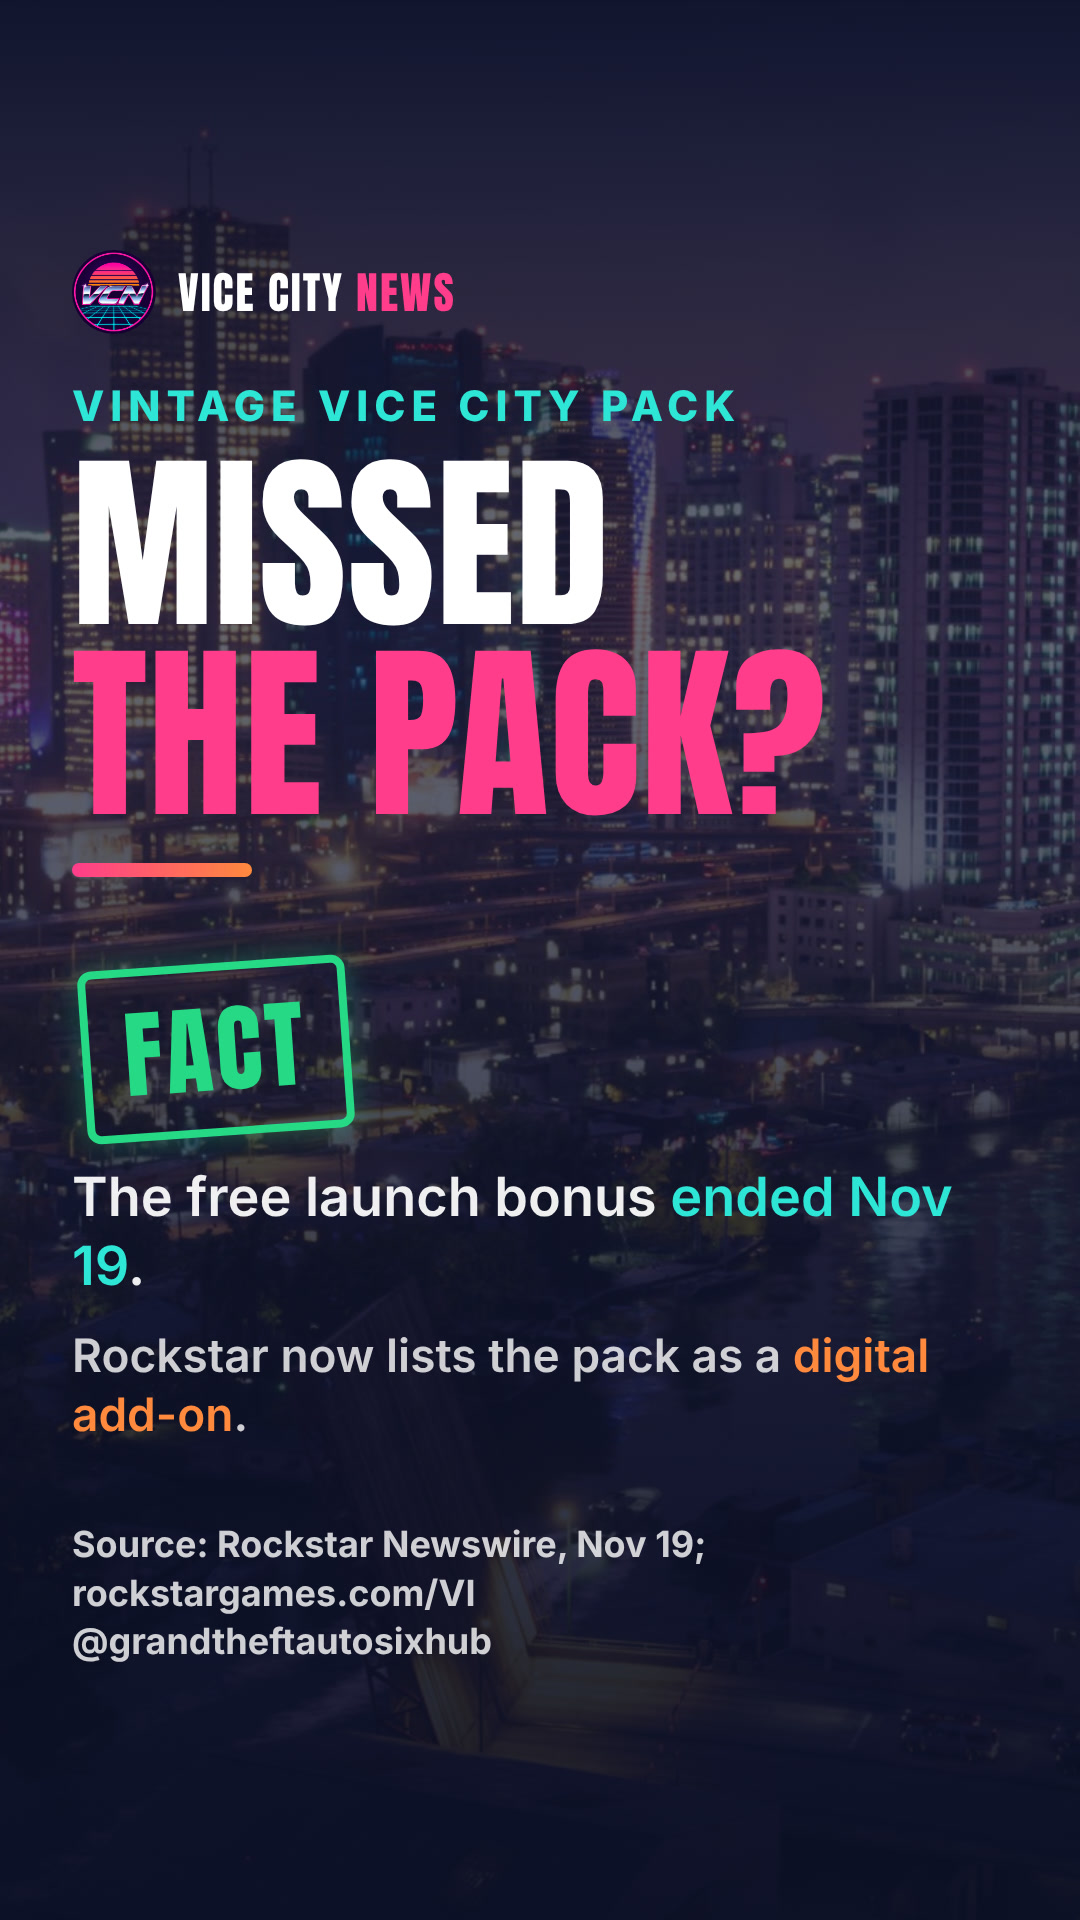 VCN
VICE CITY NEWS
VINTAGE VICE CITY PACK
MISSED
THE PACK?
FACT
The free launch bonus ended Nov
19.
Rockstar now lists the pack as a digital
add-on.
Source: Rockstar Newswire, Nov 19;
rockstargames.com/VI
@grandtheftautosixhub